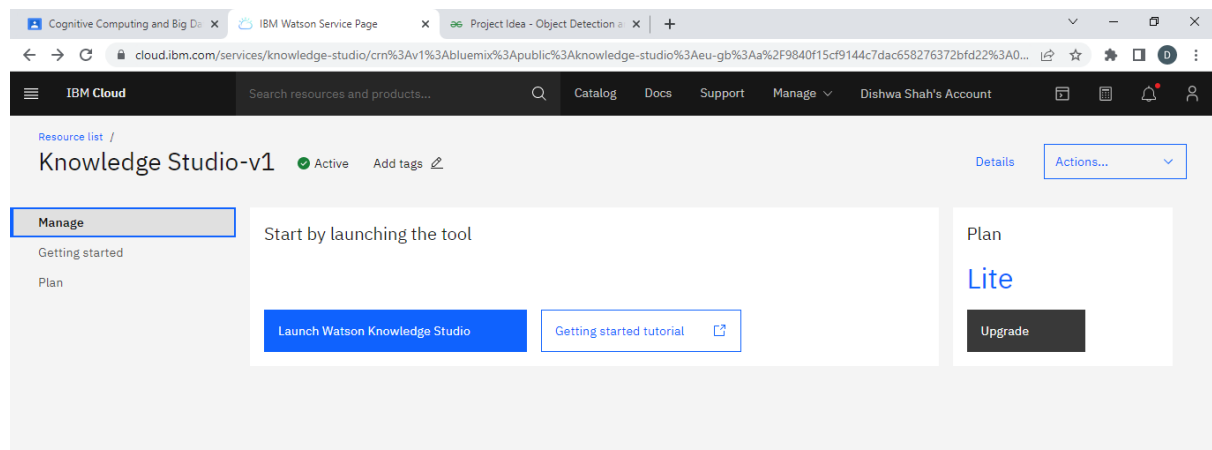 Cognitive Computing and Big Da
IBM Watson Service Page
Project Idea - Object Detection a
cloud.ibm.com/services/knowledge-studio/crn%3Av1%3Abluemix%3Apublic%3Aknowledge-studio%3Aeu-gb%3Aa%2F9840f15cf9144c7dac658276372bfd22%3A0...
D
IBM Cloud
Search resources and products...
Catalog
Docs
Support
Manage
Dishwa Shah's Account
Resource list /
Knowledge Studio-v1
Active
Add tags
Details
Actions...
Manage
Getting started
Plan
Start by launching the tool
Launch Watson Knowledge Studio
Getting started tutorial
Plan
Lite
Upgrade